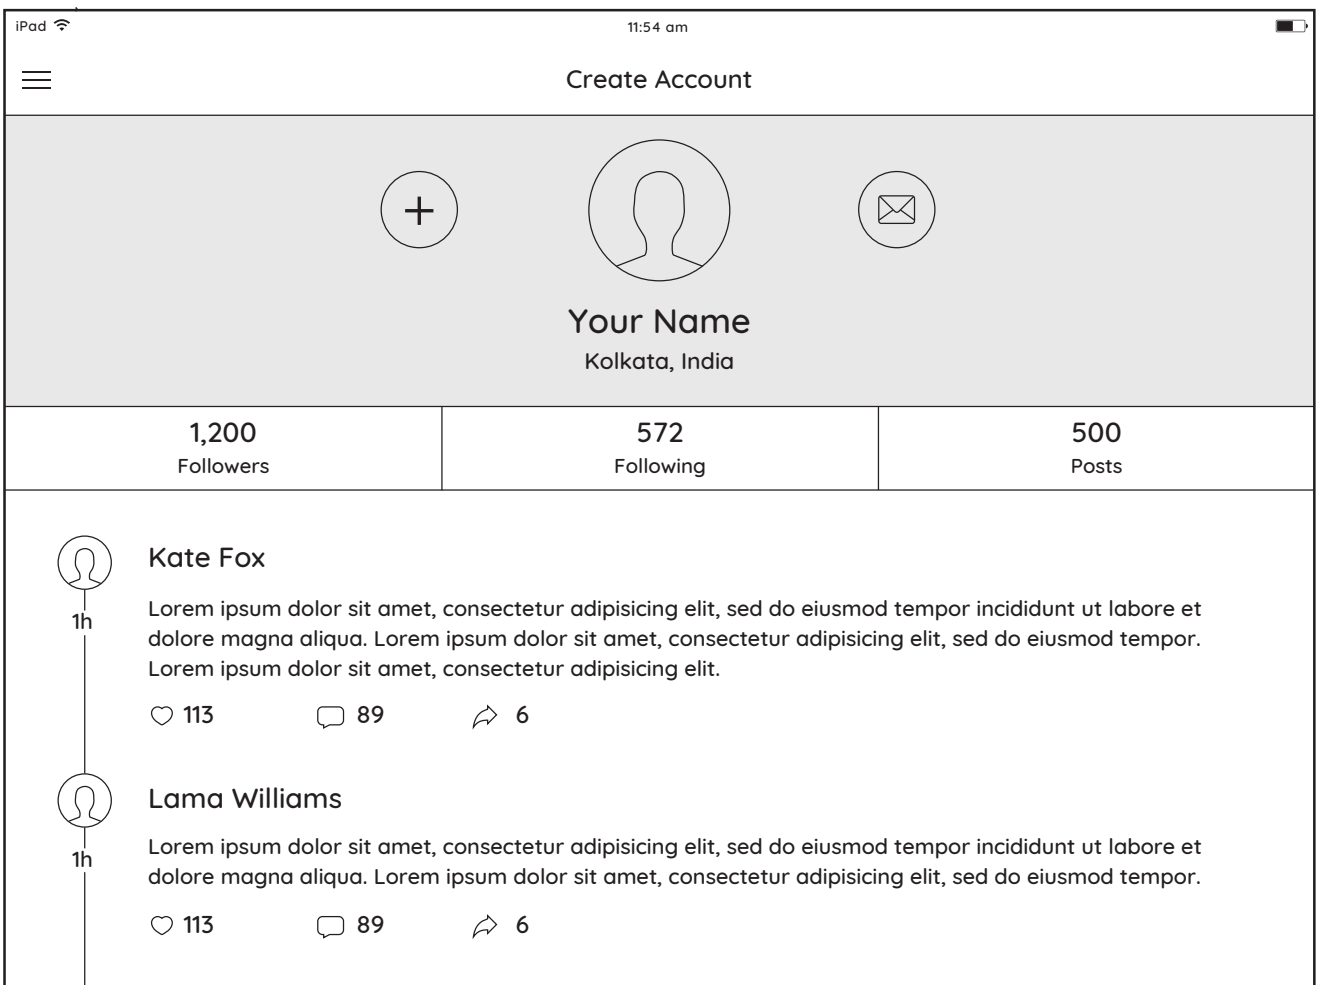 iPad
11:54 am
Create Account
Your Name
Kolkata, India
1,200
Followers
572
Following
500
Posts
Kate Fox
1h
Lorem ipsum dolor sit amet, consectetur adipisicing elit, sed do eiusmod tempor incididunt ut labore et
dolore magna aliqua. Lorem ipsum dolor sit amet, consectetur adipisicing elit, sed do eiusmod tempor.
Lorem ipsum dolor sit amet, consectetur adipisicing elit.
113 89 6
Lama Williams
1h
Lorem ipsum dolor sit amet, consectetur adipisicing elit, sed do eiusmod tempor incididunt ut labore et
dolore magna aliqua. Lorem ipsum dolor sit amet, consectetur adipisicing elit, sed do eiusmod tempor.
113 89 6